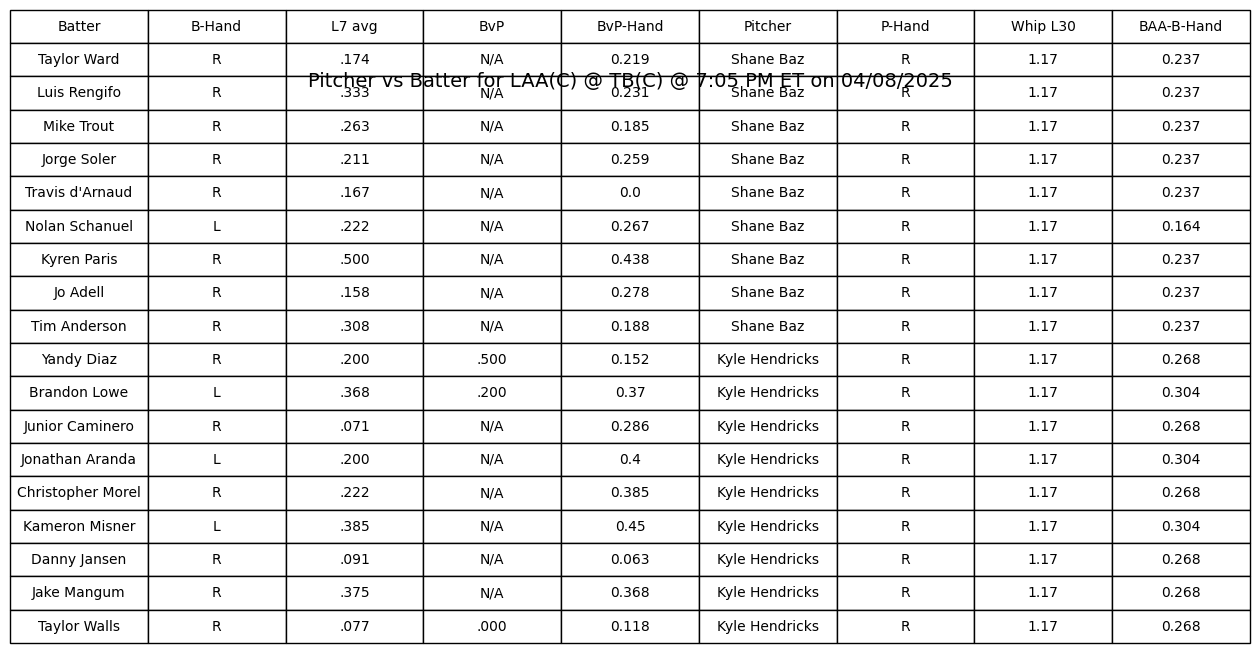 Batter B-Hand L7 avg BvP BvP-Hand Pitcher P-Hand Whip L30 BAA-B-Hand
Taylor Ward R .174 N/A 0.219 Shane Baz R 1.17 0.237
Pitcher vs Batter for LAA(C) @ TB(C) @ 7:05 PM ET on 04/08/2025
Luis Rengifo R .333 N/A 0.231 Shane Baz R 1.17 0.237
Mike Trout R .263 N/A 0.185 Shane Baz R 1.17 0.237
Jorge Soler R .211 N/A 0.259 Shane Baz R 1.17 0.237
Travis d'Arnaud R .167 N/A 0.0 Shane Baz R 1.17 0.237
Nolan Schanuel L .222 N/A 0.267 Shane Baz R 1.17 0.164
Kyren Paris R .500 N/A 0.438 Shane Baz R 1.17 0.237
Jo Adell R .158 N/A 0.278 Shane Baz R 1.17 0.237
Tim Anderson R .308 N/A 0.188 Shane Baz R 1.17 0.237
Yandy Diaz R .200 .500 0.152 Kyle Hendricks R 1.17 0.268
Brandon Lowe L .368 .200 0.37 Kyle Hendricks R 1.17 0.304
Junior Caminero R .071 N/A 0.286 Kyle Hendricks R 1.17 0.268
Jonathan Aranda L .200 N/A 0.4 Kyle Hendricks R 1.17 0.304
Christopher Morel R .222 N/A 0.385 Kyle Hendricks R 1.17 0.268
Kameron Misner L .385 N/A 0.45 Kyle Hendricks R 1.17 0.304
Danny Jansen R .091 N/A 0.063 Kyle Hendricks R 1.17 0.268
Jake Mangum R .375 N/A 0.368 Kyle Hendricks R 1.17 0.268
Taylor Walls R .077 .000 0.118 Kyle Hendricks R 1.17 0.268